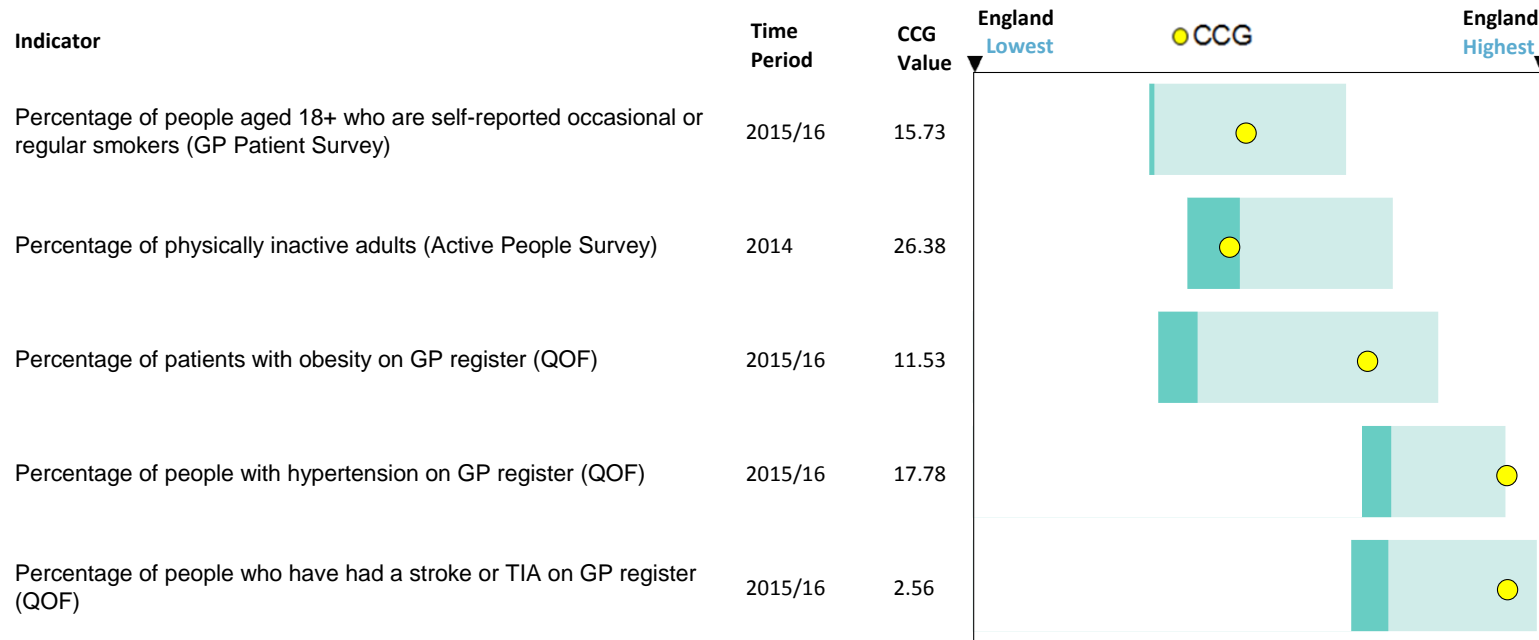 Indicator
Time Period
CCG Value
England Lowest
CCG
England Highest
Percentage of people aged 18+ who are self-reported occasional or
regular smokers (GP Patient Survey)
2015/16
15.73
Percentage of physically inactive adults (Active People Survey)
2014
26.38
Percentage of patients with obesity on GP register (QOF)
2015/16
11.53
Percentage of people with hypertension on GP register (QOF)
2015/16
17.78
Percentage of people who have had a stroke or TIA on GP register
(QOF)
2015/16
2.56